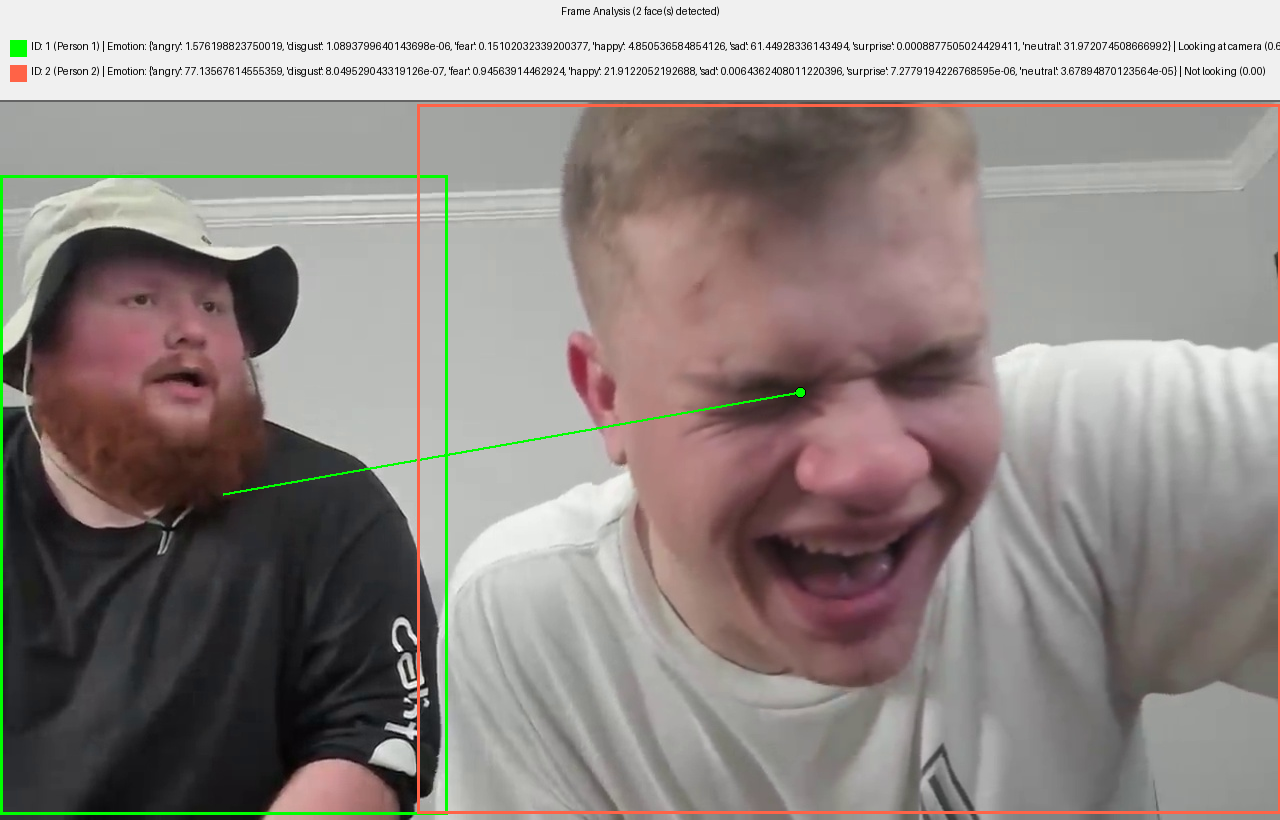 Frame Analysis (2 face(s) detected)
ID: 1 (Person 1) | Emotion: {'angry': 1.576198823750019, 'disgust': 1.0893799640143698e-06, 'fear': 0.15102032339200377, 'happy': 4.850536584854126, 'sad': 61.44928336143494, 'surprise': 0.0008877505024429411, 'neutral': 31.972074508666992} | Looking at camera (0.6
ID: 2 (Person 2) | Emotion: {'angry': 77.13567614555359, 'disgust': 8.049529043319126e-07, 'fear': 0.94563914462924, 'happy': 21.9122052192688, 'sad': 0.0064362408011220396, 'surprise': 7.2779194226768595e-06, 'neutral': 3.67894870123564e-05} | Not looking (0.00)